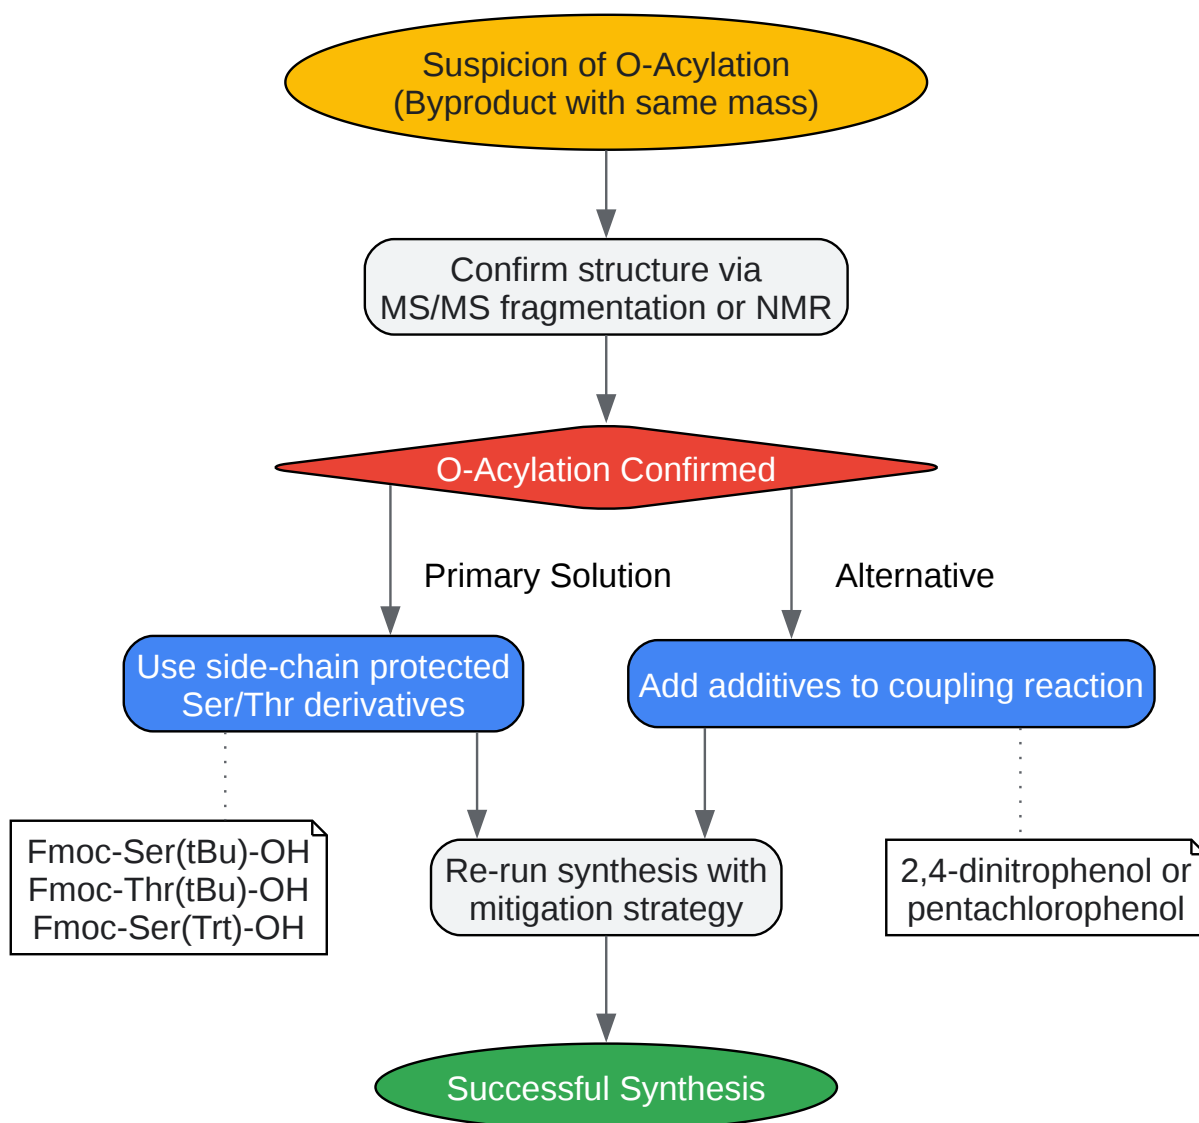 Suspicion of O-Acylation
(Byproduct with same mass)
Confirm structure via
MS/MS fragmentation or NMR
O-Acylation Confirmed
Primary Solution
Alternative
Use side-chain protected
Ser/Thr derivatives
Add additives to coupling reaction
Fmoc-Ser(tBu)-OH
Fmoc-Thr(tBu)-OH
Fmoc-Ser(Trt)-OH
Re-run synthesis with
mitigation strategy
2,4-dinitrophenol or
pentachlorophenol
Successful Synthesis